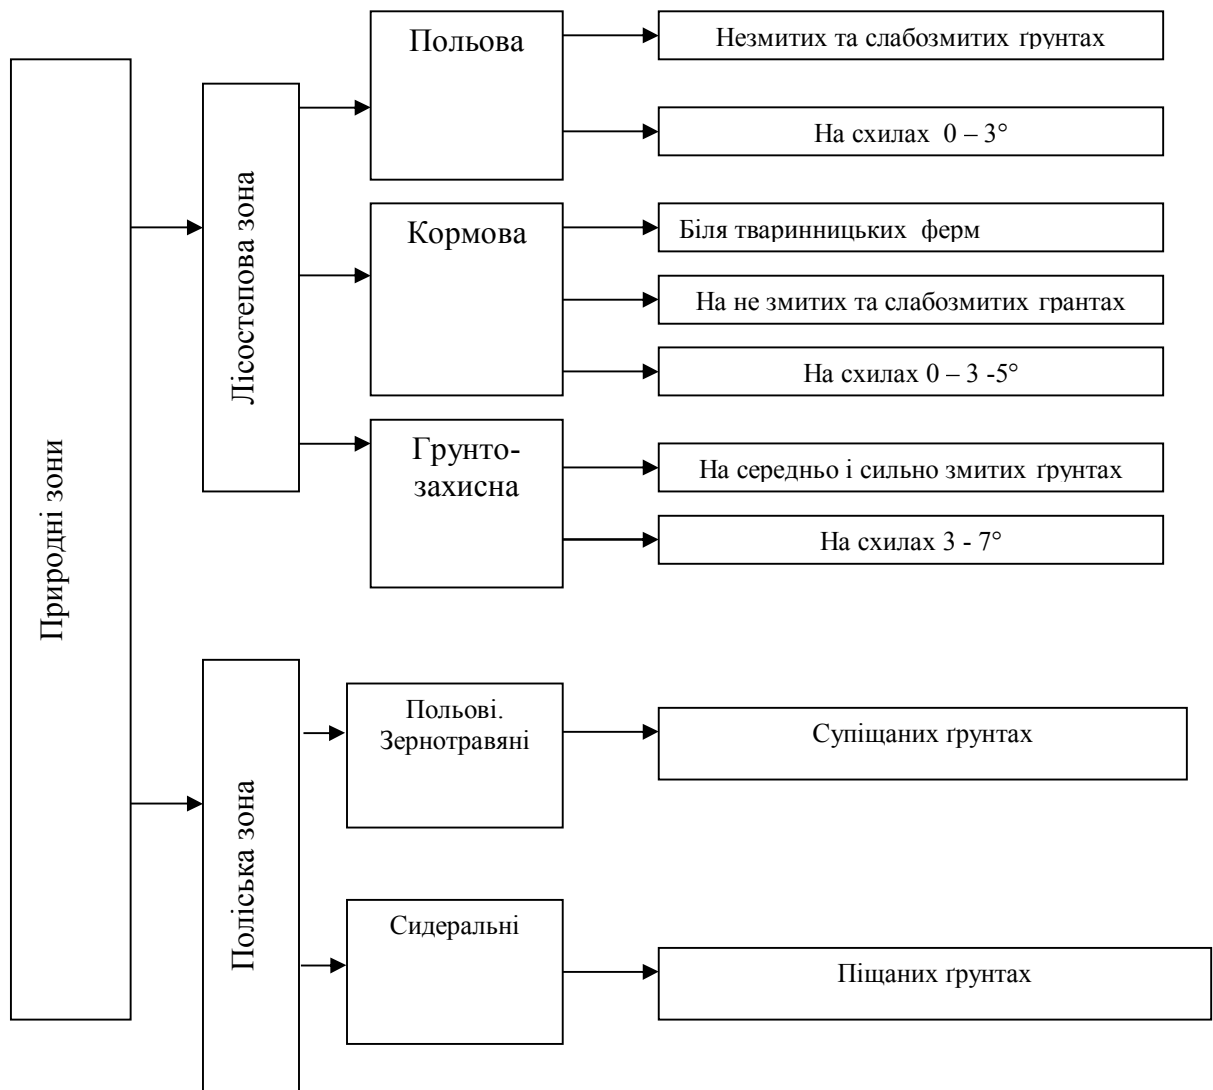 Природні зони
Лісостепова зона
Польова
Незмитих та слабозмитих ґрунтах
На схилах 0 – 3°
Кормова
Біля тваринницьких ферм
На не змитих та слабозмитих грантах
На схилах 0 – 3 -5°
Грунто-
захисна
На середньо і сильно змитих ґрунтах
На схилах 3 - 7°
Поліська зона
Польові.
Зернотравяні
Супіщаних ґрунтах
Сидеральні
Піщаних ґрунтах